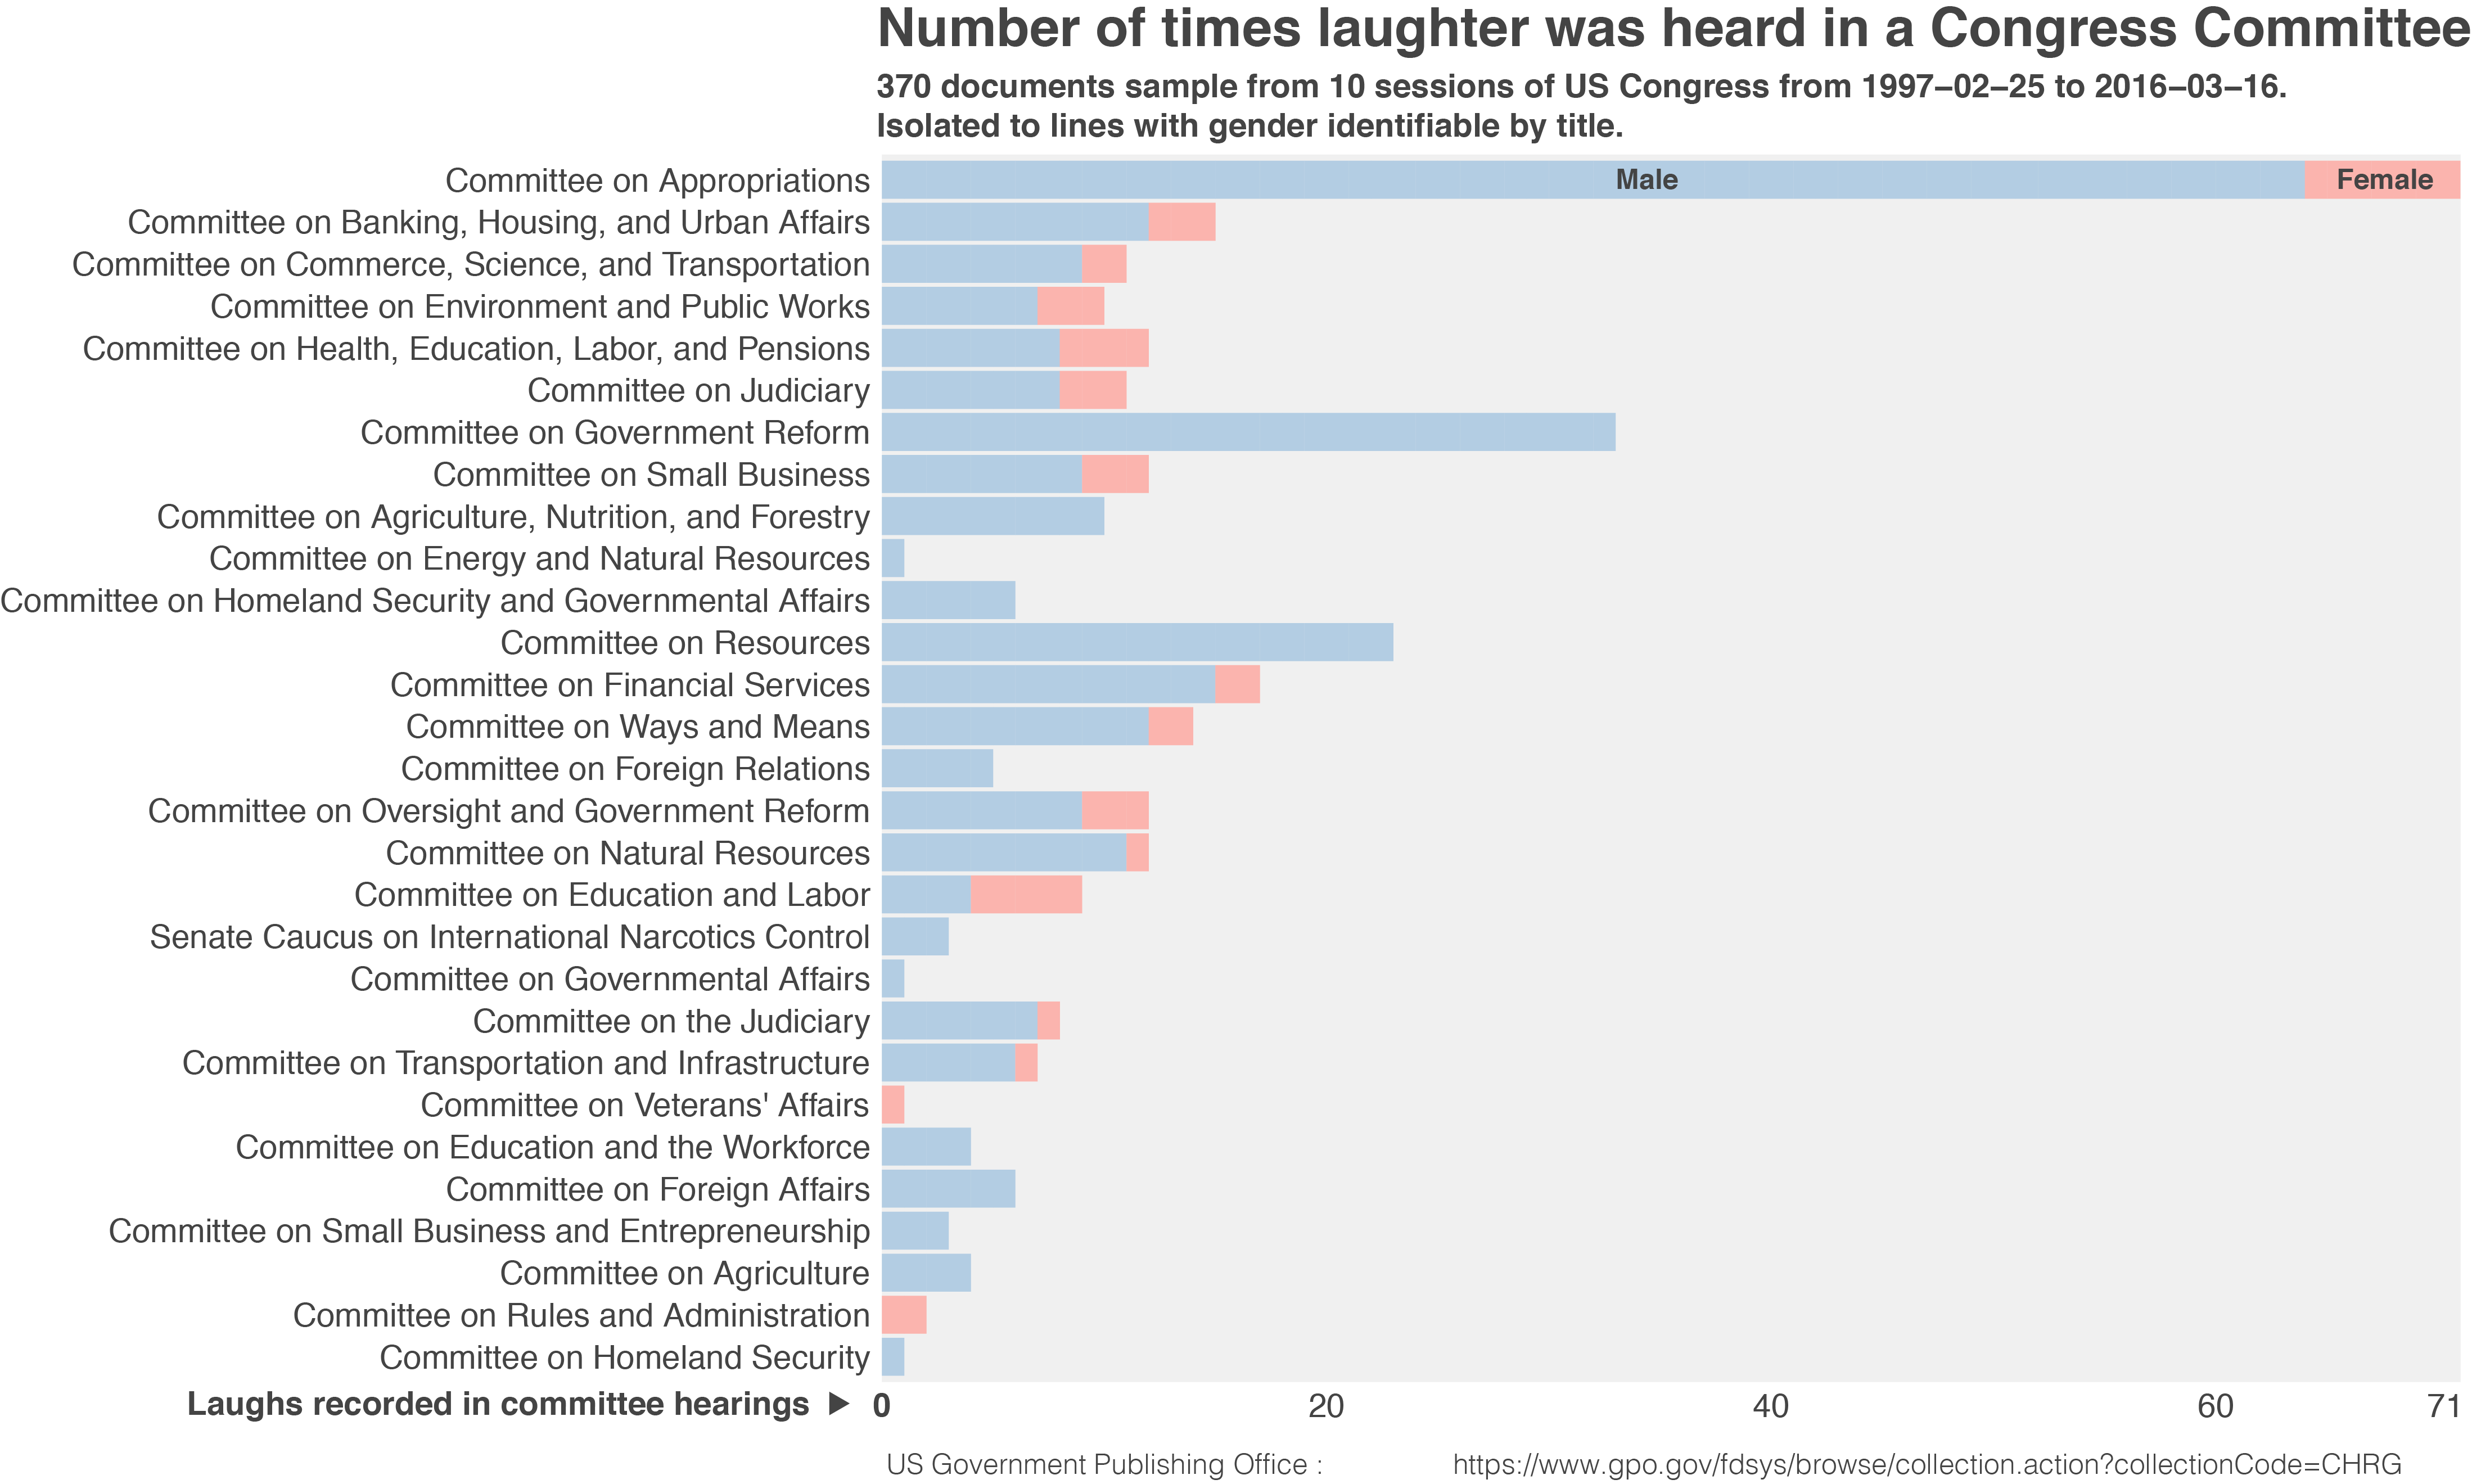 Number of times laughter was heard in a Congress Committee
370 documents sample from 10 sessions of US Congress from 1997–02–25 to 2016–03–16.
Isolated to lines with gender identifiable by title.
Committee on Appropriations Male Female
Committee on Banking, Housing, and Urban Affairs
Committee on Commerce, Science, and Transportation
Committee on Environment and Public Works
Committee on Health, Education, Labor, and Pensions
Committee on Judiciary
Committee on Government Reform
Committee on Small Business
Committee on Agriculture, Nutrition, and Forestry
Committee on Energy and Natural Resources
Committee on Homeland Security and Governmental Affairs
Committee on Resources
Committee on Financial Services
Committee on Ways and Means
Committee on Foreign Relations
Committee on Oversight and Government Reform
Committee on Natural Resources
Committee on Education and Labor
Senate Caucus on International Narcotics Control
Committee on Governmental Affairs
Committee on the Judiciary
Committee on Transportation and Infrastructure
Committee on Veterans' Affairs
Committee on Education and the Workforce
Committee on Foreign Affairs
Committee on Small Business and Entrepreneurship
Committee on Agriculture
Committee on Rules and Administration
Committee on Homeland Security
Laughs recorded in committee hearings ► 0 20 40 60 71
US Government Publishing Office : https://www.gpo.gov/fdsys/browse/collection.action?collectionCode=CHRG